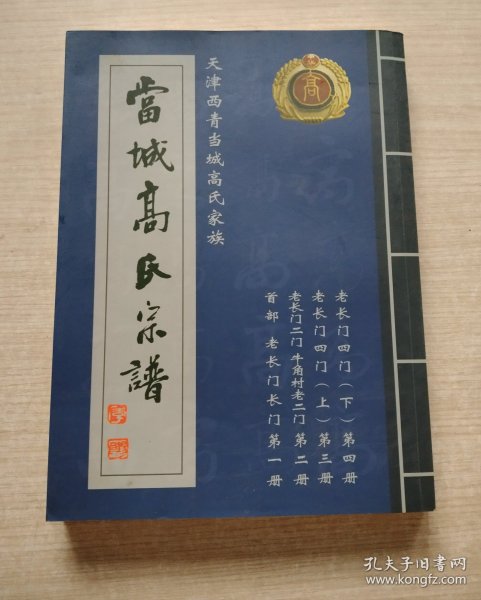 當城高氏宗譜
天津西青当城高氏家族
高
老长门四门（下）第四册
老长门四门（上）第三册
老长门二门 牛角村老二门 第二册
首部 老长门长门第一册
孔夫子旧书网
www.kongfz.com